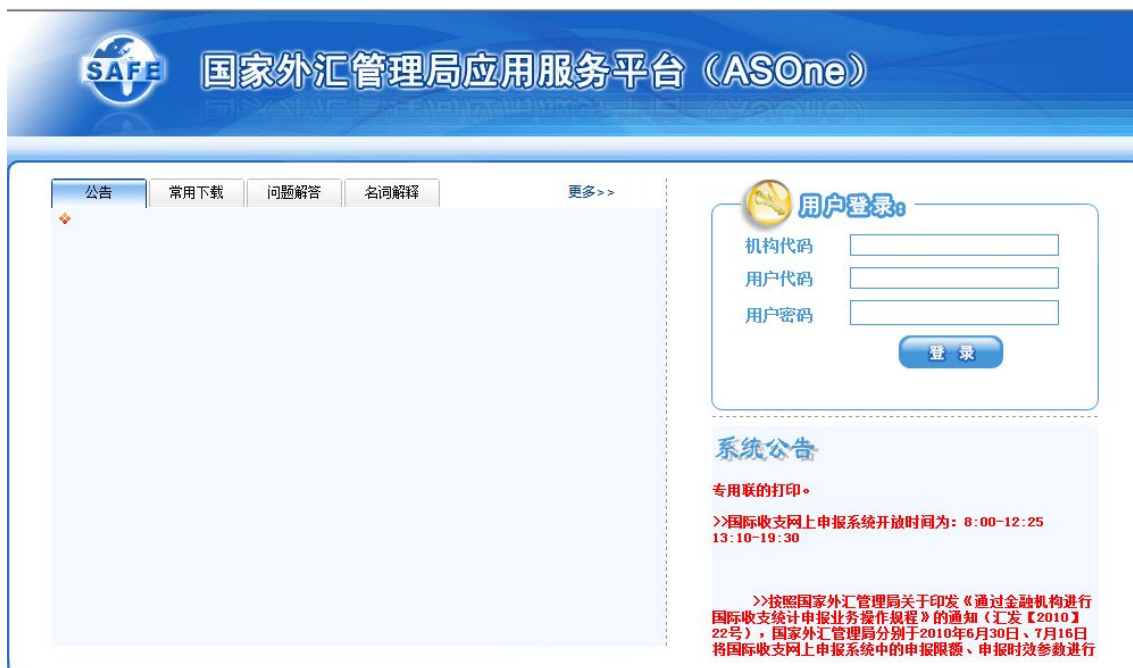 SAFE 国家外汇管理局应用服务平台（ASOne）
公告 常用下载 问题解答 名词解释 更多>>
用户登录:
机构代码
用户代码
用户密码
登 录
系统公告
专用联的打印。
>>国际收支网上申报系统开放时间为：8:00-12:25
13:10-19:30
>>按照国家外汇管理局关于印发《通过金融机构进行
国际收支统计申报业务操作规程》的通知（汇发【2010】
22号），国家外汇管理局分别于2010年6月30日、7月16日
将国际收支网上申报系统中的申报限额、申报时效参数进行